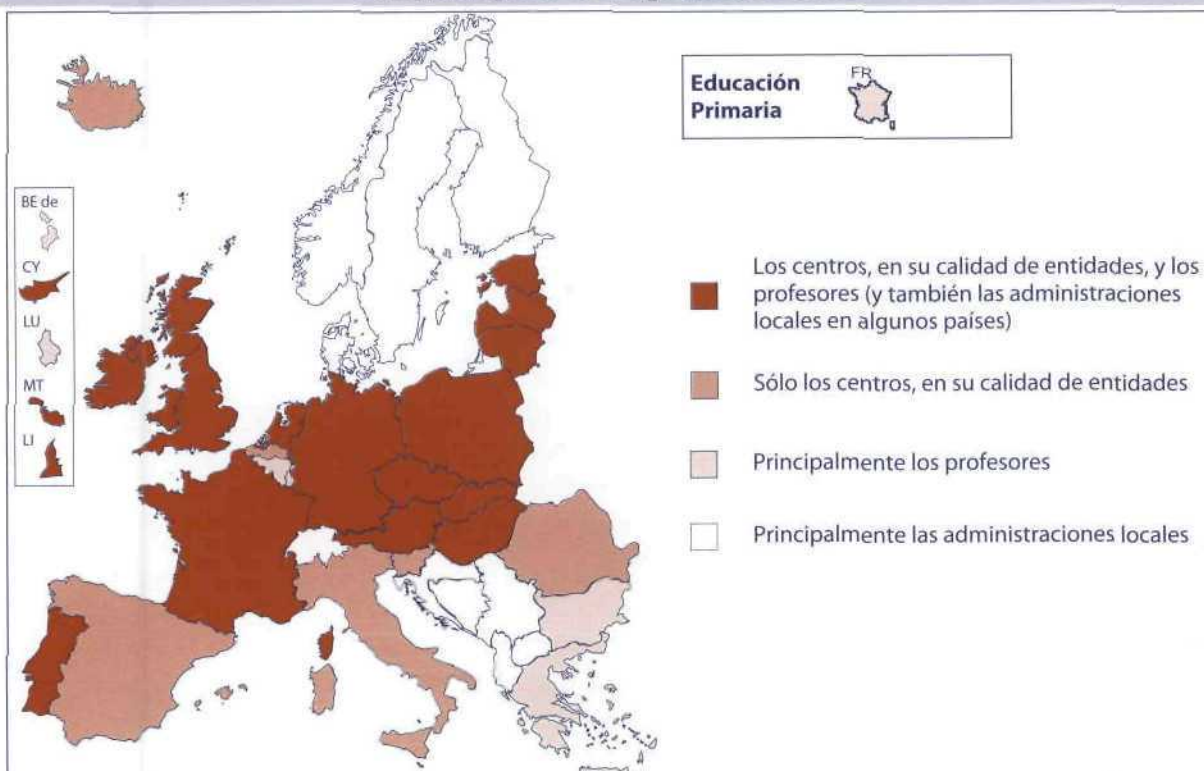 Educación
Primaria
FR
BE de
CY
LU
MT
LI
Los centros, en su calidad de entidades, y los
profesores (y también las administraciones
locales en algunos países)
Sólo los centros, en su calidad de entidades
Principalmente los profesores
Principalmente las administraciones locales